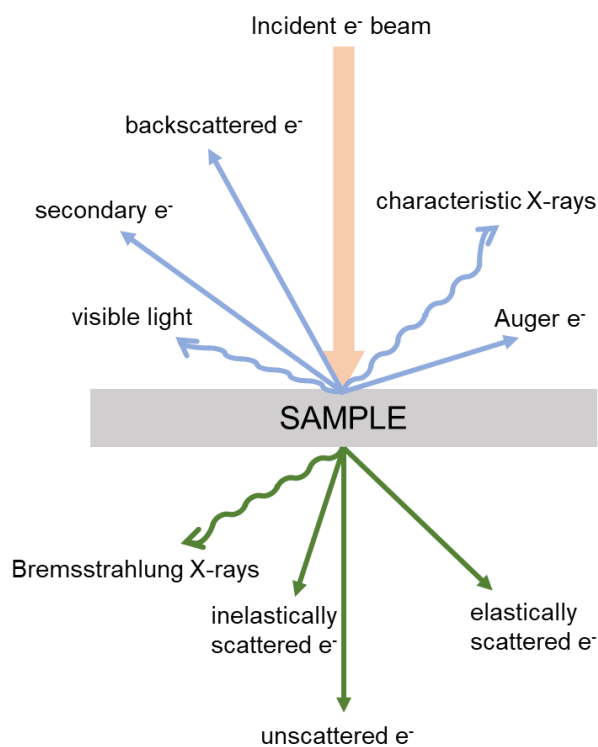 Incident e⁻ beam
backscattered e⁻
characteristic X-rays
secondary e⁻
visible light
Auger e⁻
SAMPLE
Bremsstrahlung X-rays
inelastically
scattered e⁻
elastically
scattered e⁻
unscattered e⁻